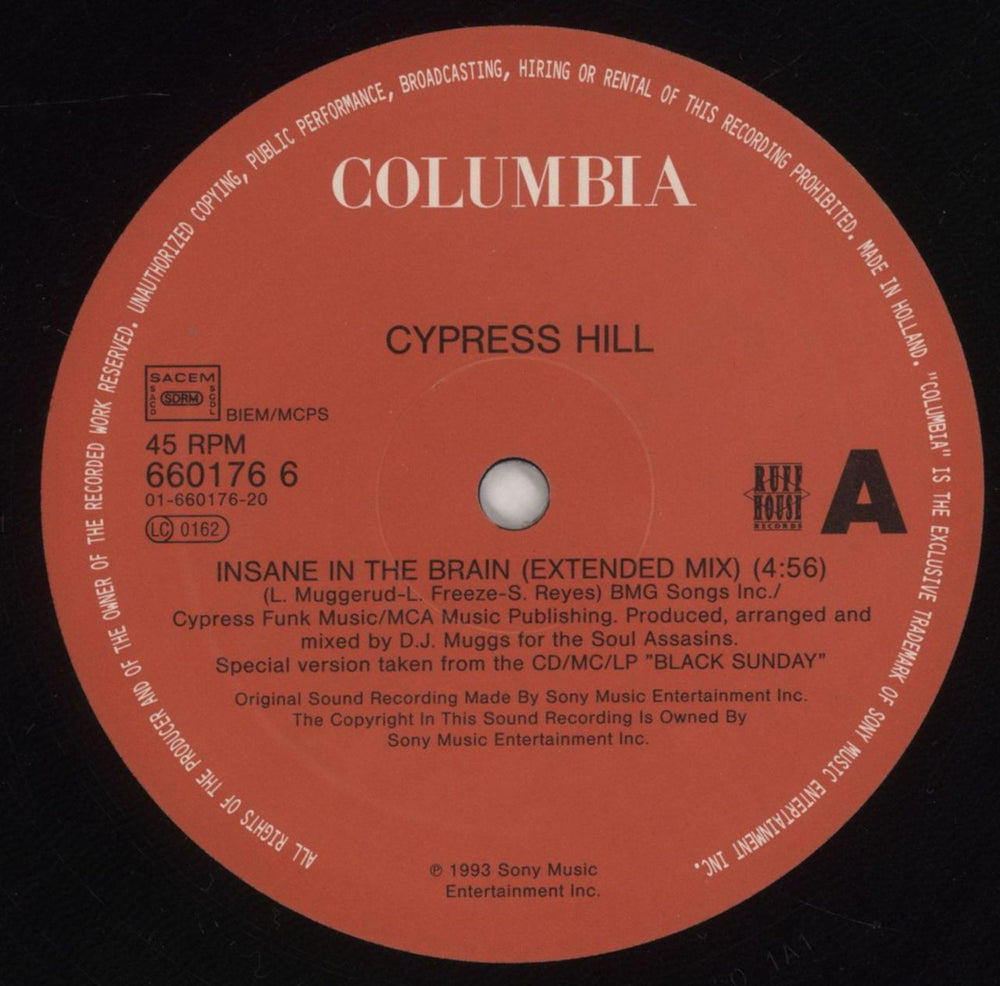 ALL RIGHTS OF THE PRODUCER AND OF THE OWNER OF THE RECORDED WORK RESERVED. UNAUTHORIZED COPYING, PUBLIC PERFORMANCE, BROADCASTING, HIRING OR RENTAL OF THIS RECORDING PROHIBITED. MADE IN HOLLAND. "COLUMBIA" IS THE EXCLUSIVE TRADEMARK OF SONY MUSIC ENTERTAINMENT INC.
COLUMBIA
CYPRESS HILL
SACEM
SACD SDRM SGDL
BIEM/MCPS
45 RPM
660176 6
01-660176-20
LC 0162
RUFF
HOUSE
RECORDS
A
INSANE IN THE BRAIN (EXTENDED MIX) (4:56)
(L. Muggerud-L. Freeze-S. Reyes) BMG Songs Inc./
Cypress Funk Music/MCA Music Publishing. Produced, arranged and
mixed by D.J. Muggs for the Soul Assasins.
Special version taken from the CD/MC/LP "BLACK SUNDAY"
Original Sound Recording Made By Sony Music Entertainment Inc.
The Copyright In This Sound Recording Is Owned By
Sony Music Entertainment Inc.
℗ 1993 Sony Music
Entertainment Inc.